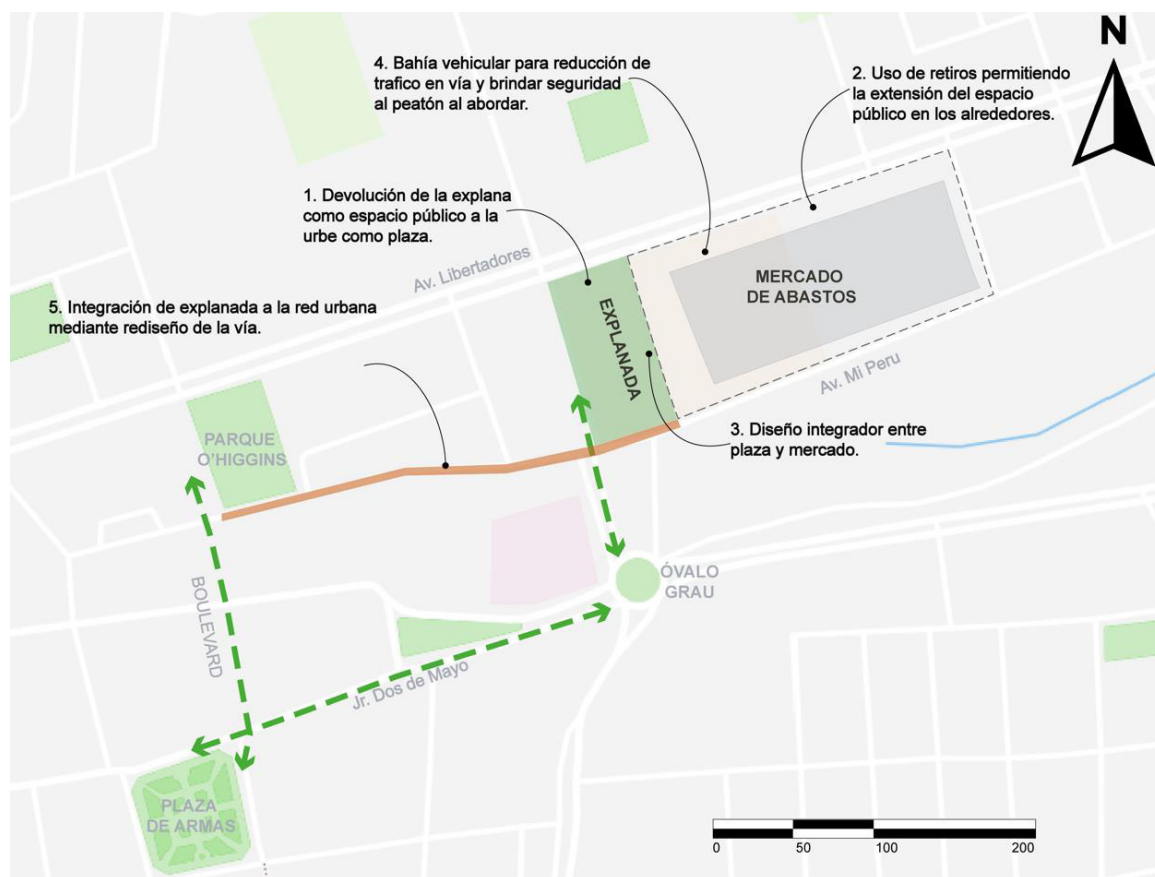 N
4. Bahía vehicular para reducción de
trafico en vía y brindar seguridad
al peatón al abordar.
2. Uso de retiros permitiendo
la extensión del espacio
público en los alrededores.
1. Devolución de la explana
como espacio público a la
urbe como plaza.
Av. Libertadores
MERCADO
DE ABASTOS
5. Integración de explanada a la red urbana
mediante rediseño de la vía.
EXPLANADA
Av. Mi Peru
PARQUE
O'HIGGINS
3. Diseño integrador entre
plaza y mercado.
ÓVALO
GRAU
BOULEVARD
Jr. Dos de Mayo
PLAZA
DE ARMAS
0 50 100 200